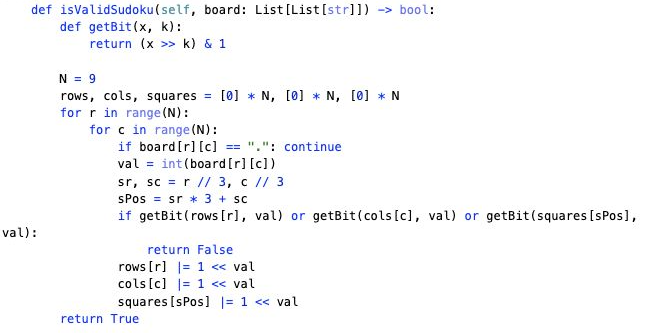 def isValidSudoku(self, board: List[List[str]]) -> bool:
    def getBit(x, k):
        return (x >> k) & 1

    N = 9
    rows, cols, squares = [0] * N, [0] * N, [0] * N
    for r in range(N):
        for c in range(N):
            if board[r][c] == ".": continue
            val = int(board[r][c])
            sr, sc = r // 3, c // 3
            sPos = sr * 3 + sc
            if getBit(rows[r], val) or getBit(cols[c], val) or getBit(squares[sPos],
val):
                return False
            rows[r] |= 1 << val
            cols[c] |= 1 << val
            squares[sPos] |= 1 << val
    return True